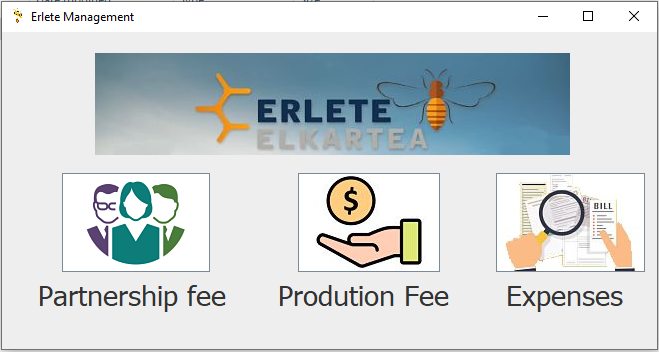 Erlete Management
ERLETE
ELKARTEA
BILL
Partnership fee
Prodution Fee
Expenses